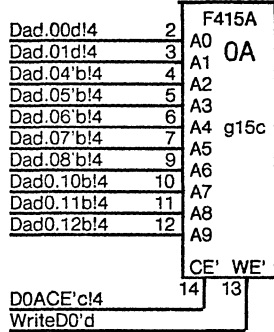 F415A
Dad.00d!4 2 A0 0A
Dad.01d!4 3 A1
Dad.04'b!4 4 A2
Dad.05'b!4 5 A3
Dad.06'b!4 6 A4 g15c
Dad.07'b!4 7 A5
Dad.08'b!4 9 A6
Dad0.10b!4 10 A7
Dad0.11b!4 11 A8
Dad0.12b!4 12 A9
CE' WE'
14 13
D0ACE'c!4
WriteD0'd